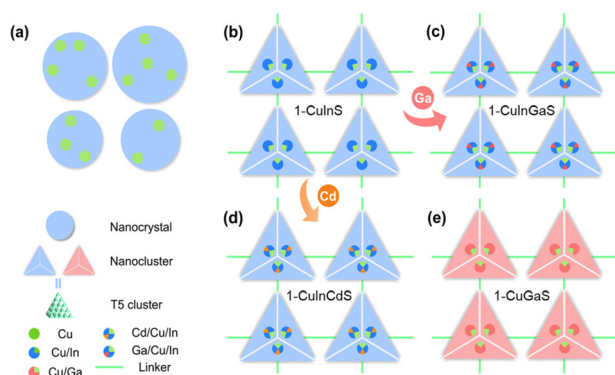 (a)
(b)
(c)
1-CuInS
Ga
1-CuInGaS
Cd
(d)
(e)
1-CuInCdS
1-CuGaS
Nanocrystal
Nanocluster
T5 cluster
Cu
Cd/Cu/In
Cu/In
Ga/Cu/In
Cu/Ga
Linker